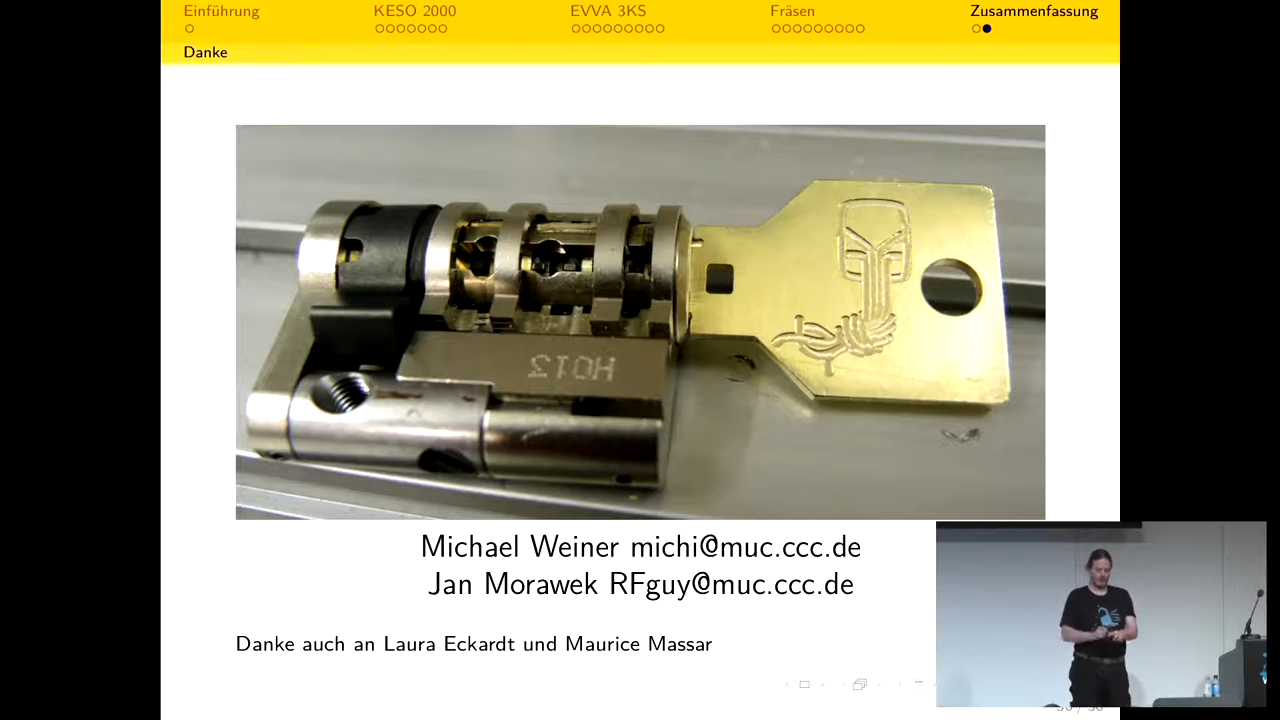 Einführung
KESO 2000
EVVA 3KS
Fräsen
Zusammenfassung
Danke
H013
Michael Weiner michi@muc.ccc.de
Jan Morawek RFguy@muc.ccc.de
Danke auch an Laura Eckardt und Maurice Massar